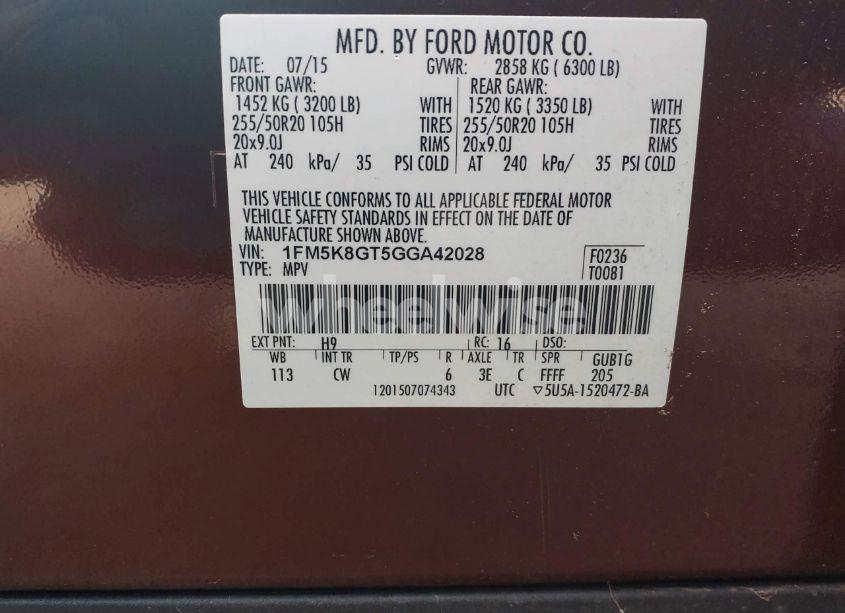 MFD. BY FORD MOTOR CO.
DATE: 07/15 GVWR: 2858 KG ( 6300 LB)
FRONT GAWR: REAR GAWR:
1452 KG ( 3200 LB) WITH 1520 KG ( 3350 LB) WITH
255/50R20 105H TIRES 255/50R20 105H TIRES
20x9.0J RIMS 20x9.0J RIMS
AT 240 kPa/ 35 PSI COLD AT 240 kPa/ 35 PSI COLD
THIS VEHICLE CONFORMS TO ALL APPLICABLE FEDERAL MOTOR
VEHICLE SAFETY STANDARDS IN EFFECT ON THE DATE OF
MANUFACTURE SHOWN ABOVE.
VIN: 1FM5K8GT5GGA42028 F0236
TYPE: MPV T0081
wheelwise
EXT PNT: H9 RC: 16 DSO:
WB INT TR TP/PS R AXLE TR SPR GUB1G
113 CW 6 3E C FFFF 205
1201507074343 UTC ▽5U5A-1520472-BA